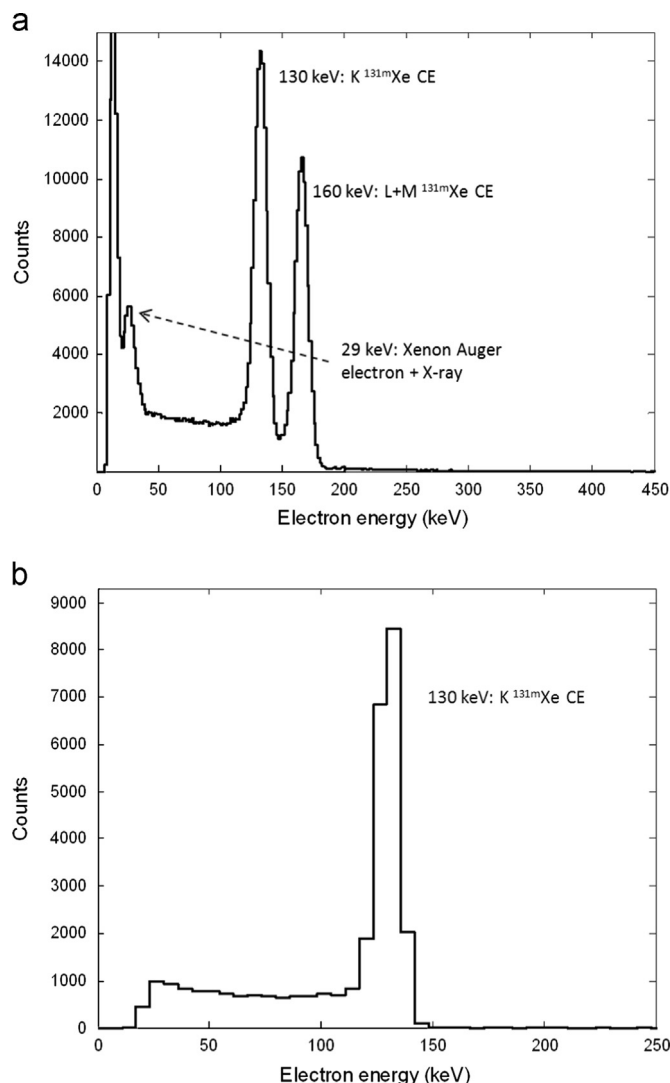 a
14000
12000
10000
8000
6000
4000
2000
Counts
130 keV: K ¹³¹ᵐXe CE
160 keV: L+M ¹³¹ᵐXe CE
29 keV: Xenon Auger
electron + X-ray
0 50 100 150 200 250 300 350 400 450
Electron energy (keV)
b
9000
8000
7000
6000
5000
4000
3000
2000
1000
0
Counts
130 keV: K ¹³¹ᵐXe CE
0 50 100 150 200 250
Electron energy (keV)